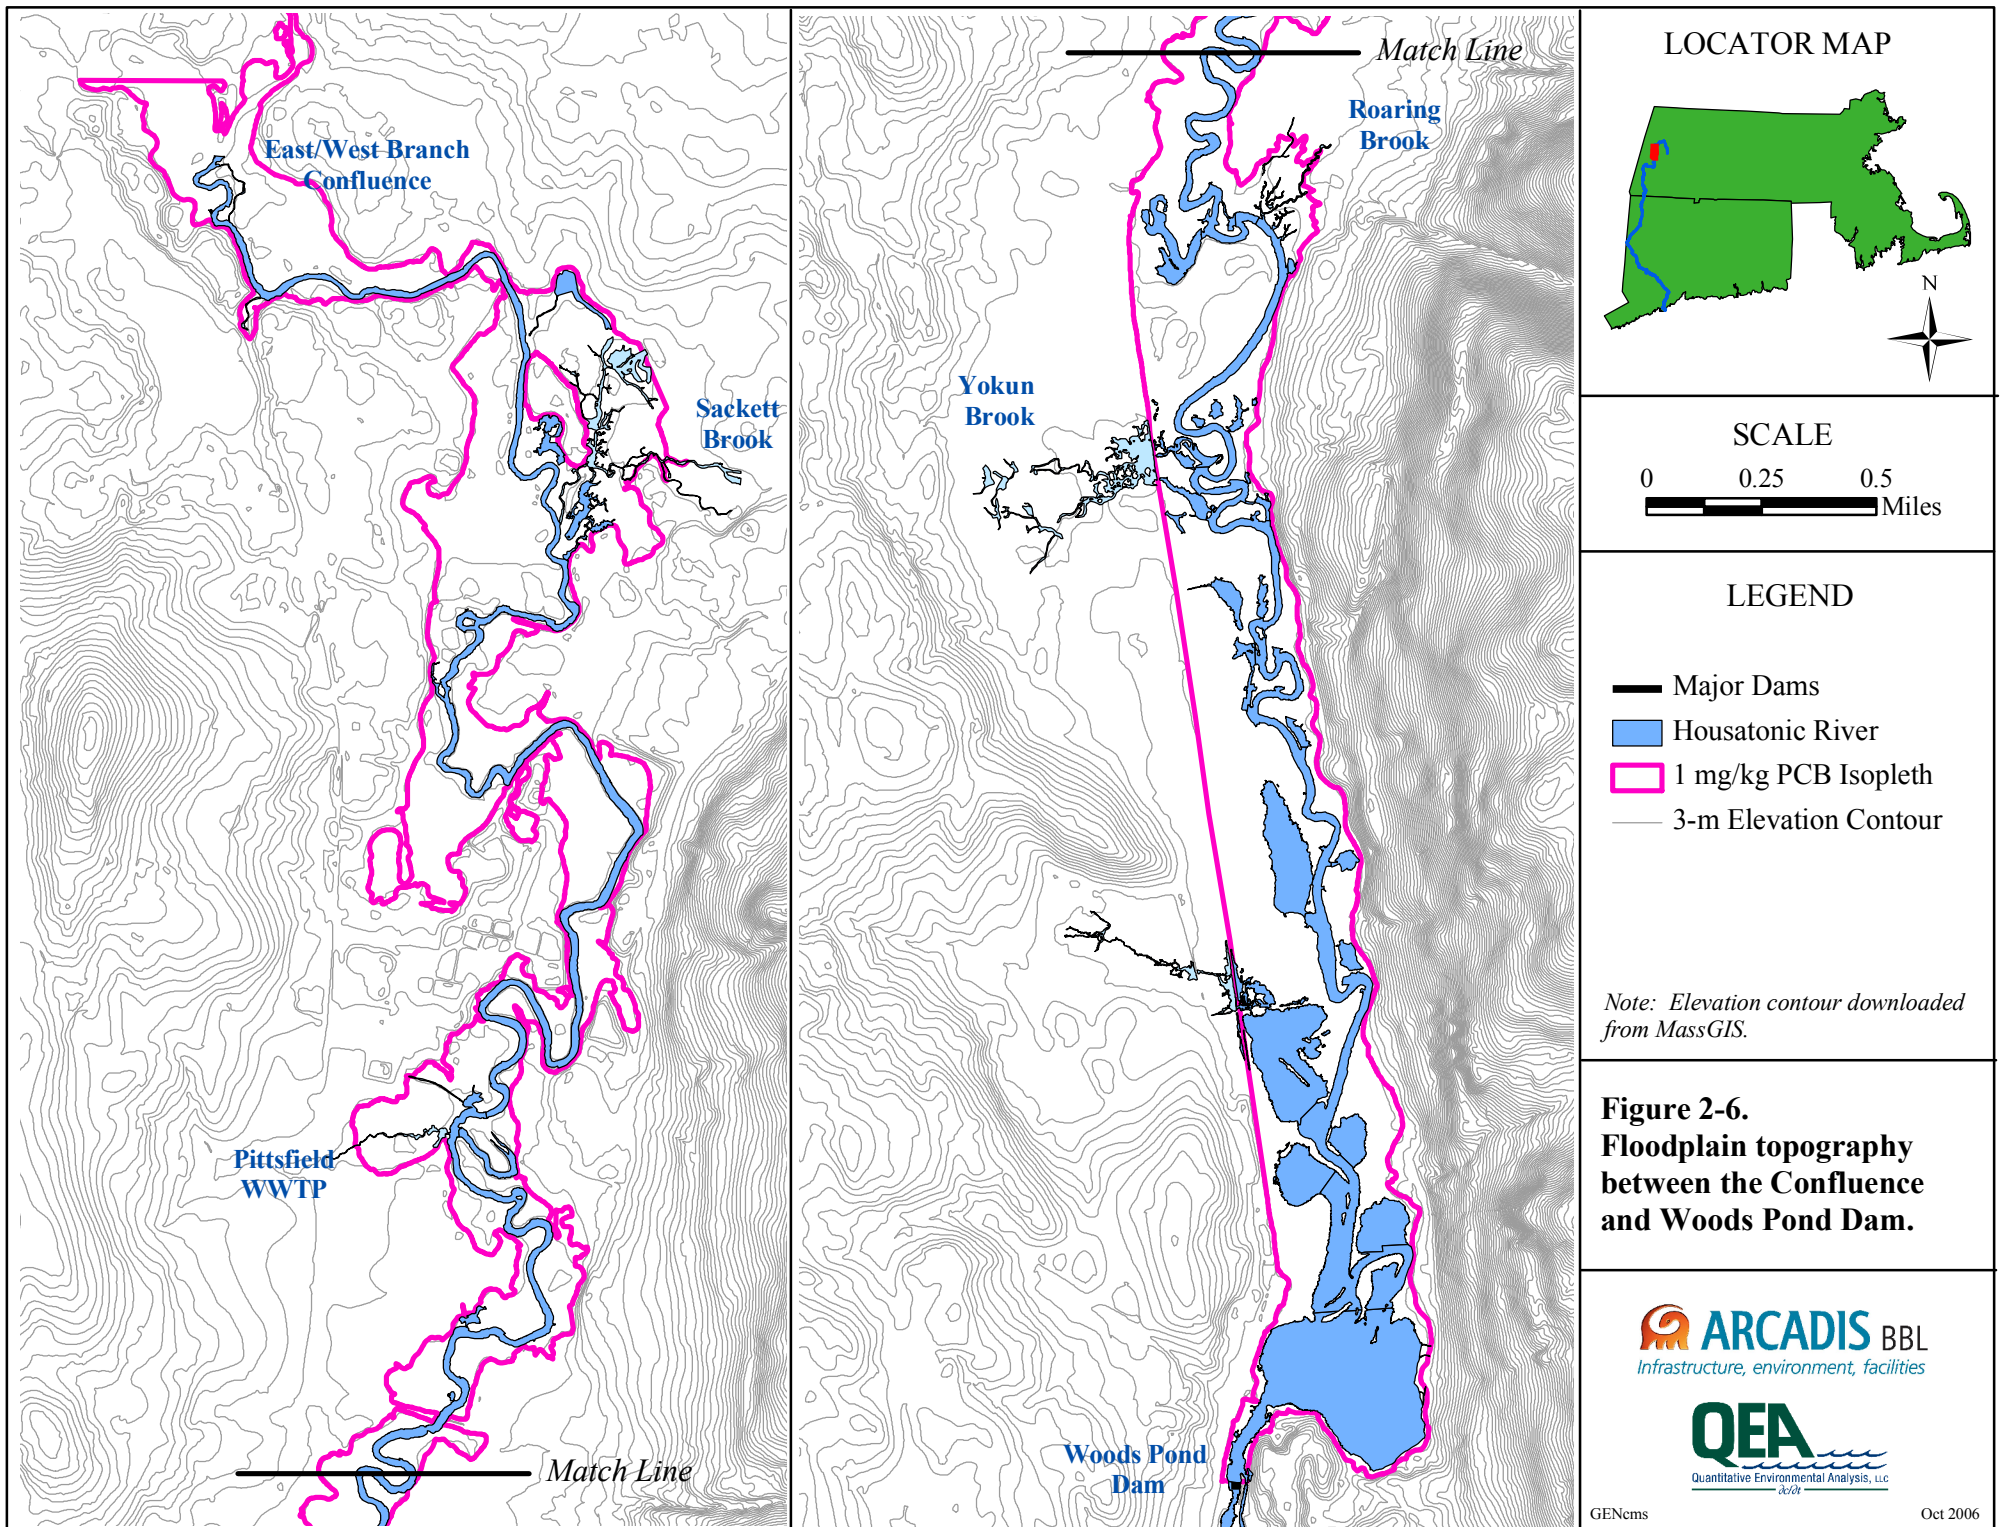 East/West Branch
Confluence
Sackett
Brook
Pittsfield
WWTP
Match Line
Match Line
Roaring
Brook
Yokun
Brook
Woods Pond
Dam
LOCATOR MAP
N
SCALE
0 0.25 0.5
Miles
LEGEND
Major Dams
Housatonic River
1 mg/kg PCB Isopleth
3-m Elevation Contour
Note: Elevation contour downloaded
from MassGIS.
Figure 2-6.
Floodplain topography
between the Confluence
and Woods Pond Dam.
ARCADIS BBL
Infrastructure, environment, facilities
QEA
Quantitative Environmental Analysis, LLC
∂c/∂t
GENcms Oct 2006